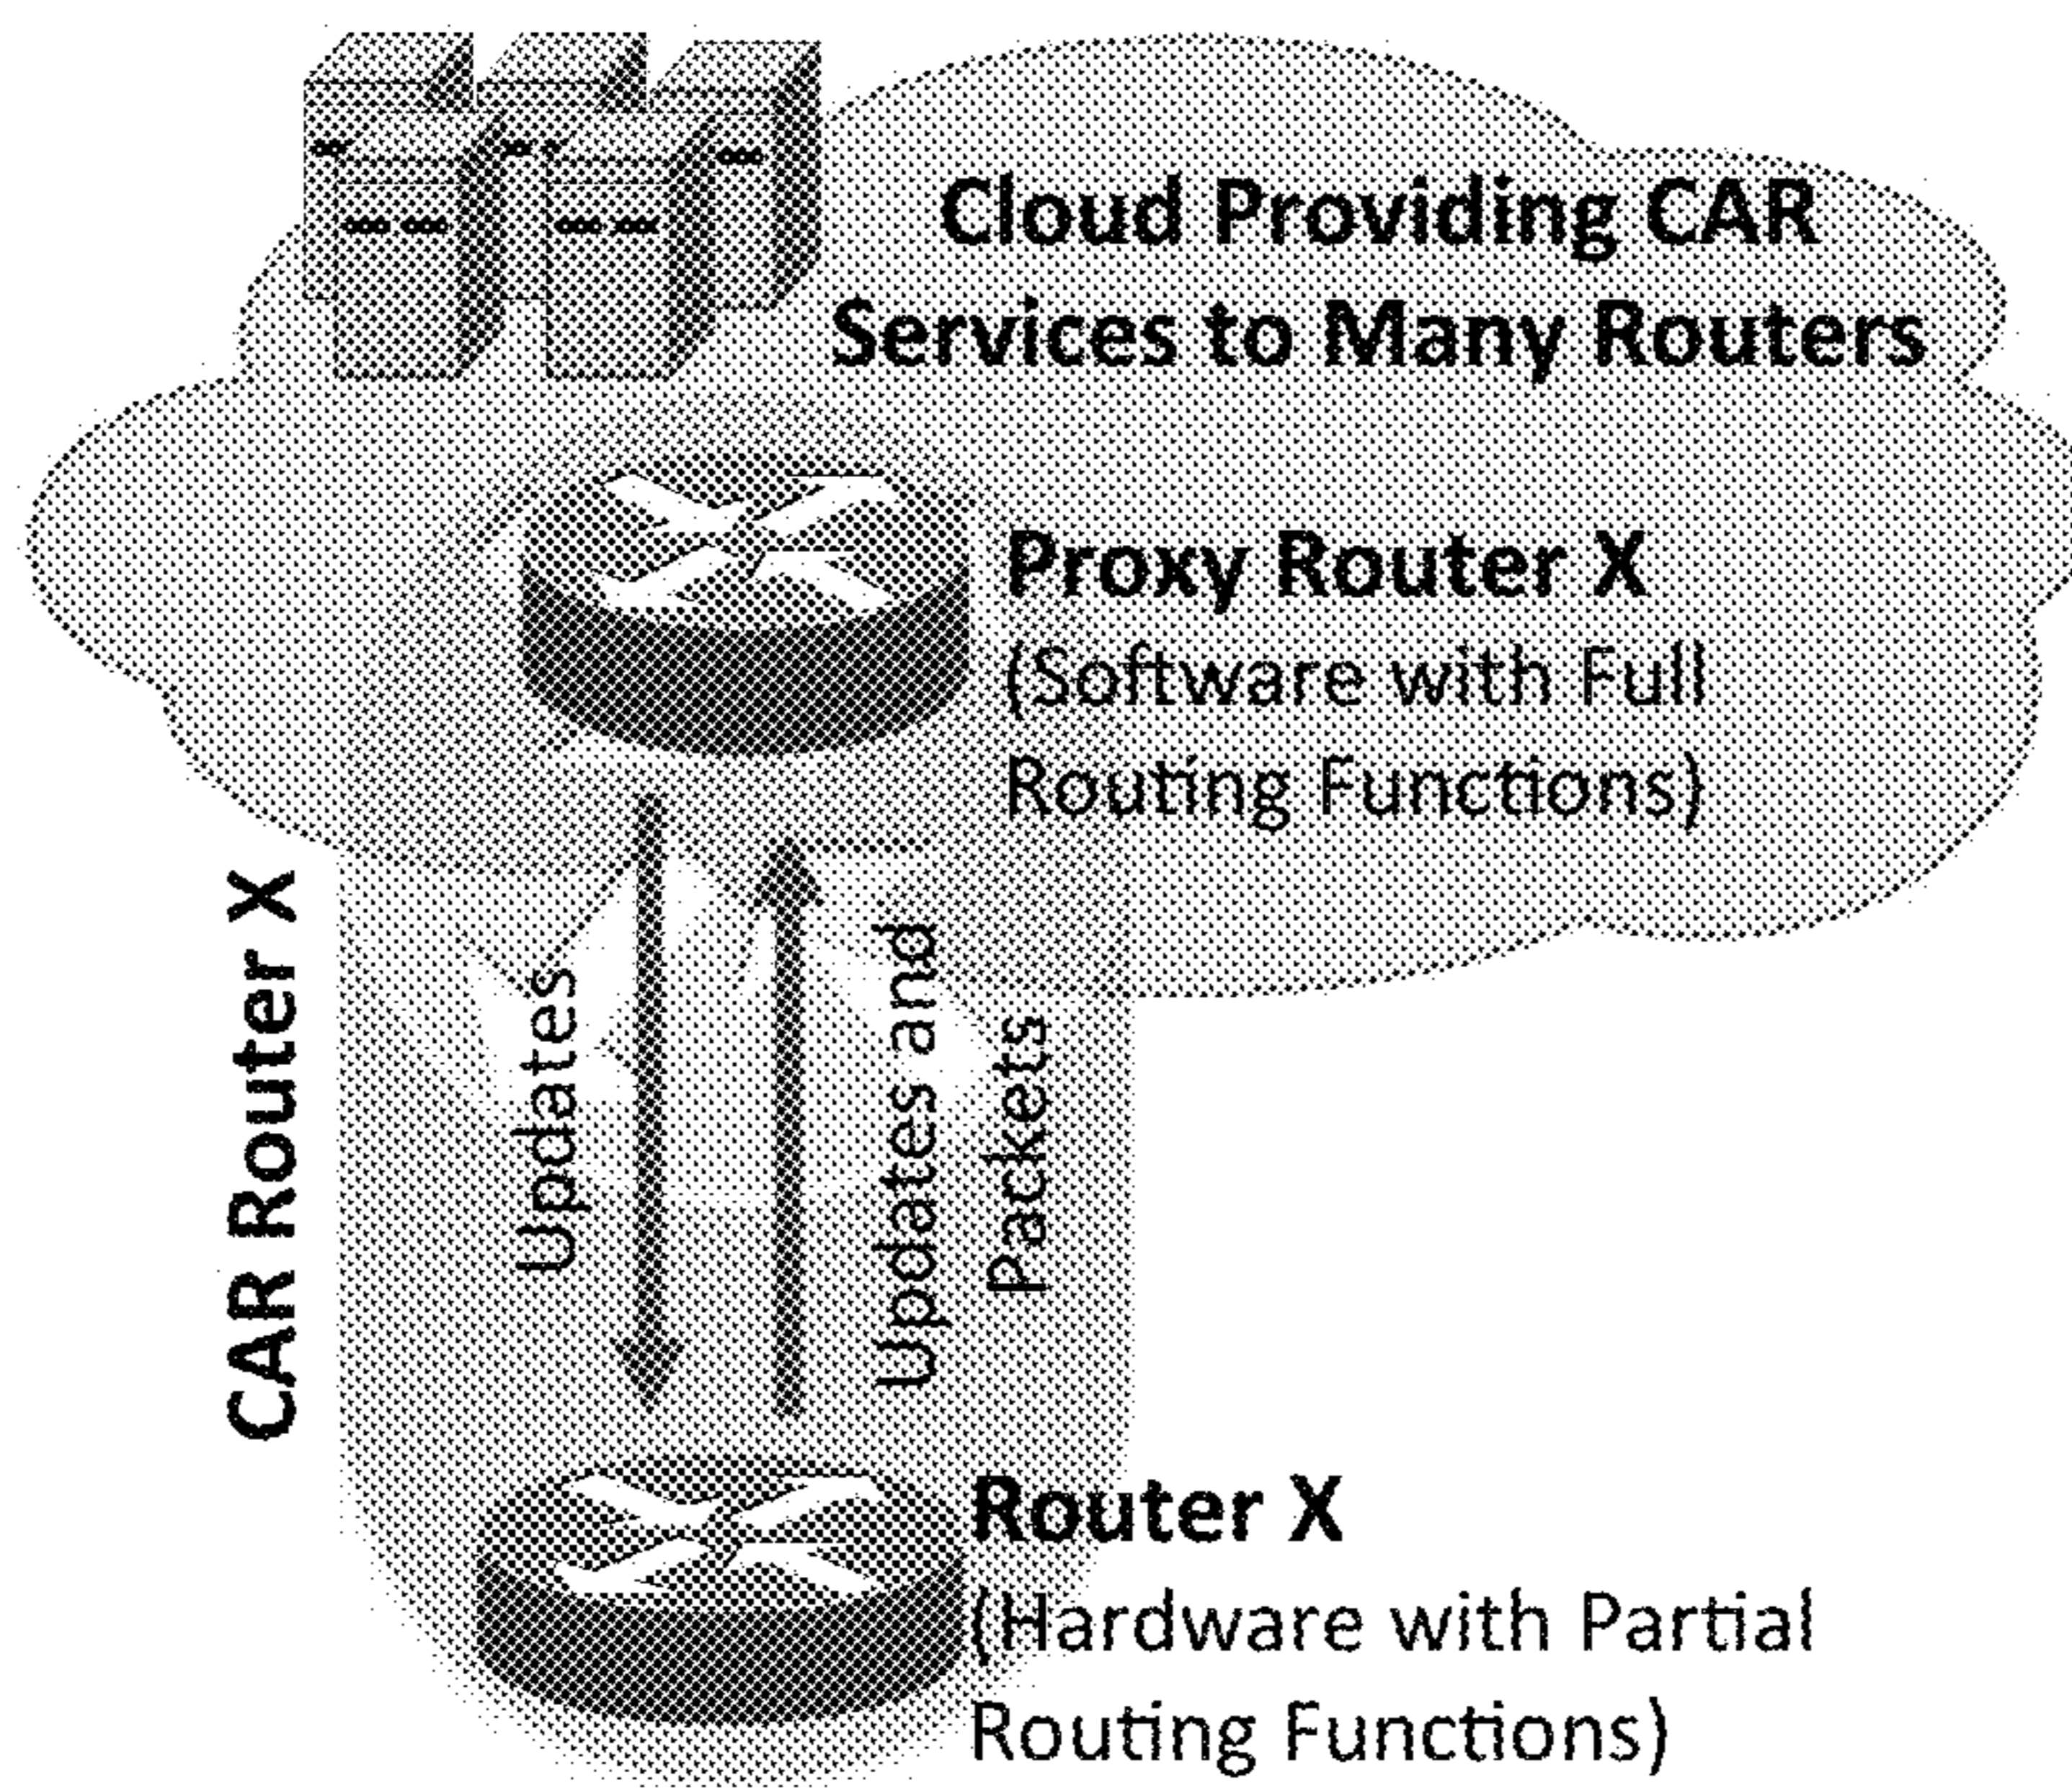 Cloud Providing CAR
Services to Many Routers
Proxy Router X
(Software with Full
Routing Functions)
CAR Router X
Updates
Updates and
Packets
Router X
(Hardware with Partial
Routing Functions)